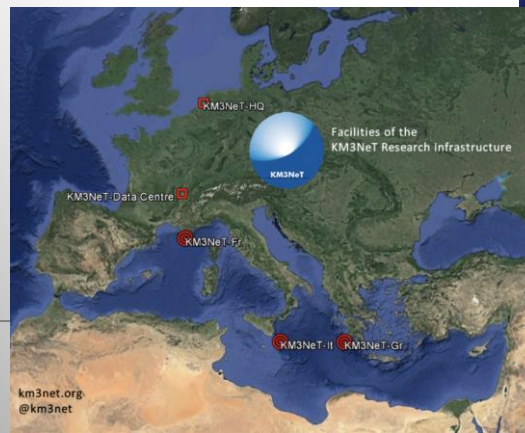 KM3NeT-HQ
Facilities of the
KM3NeT Research Infrastructure
KM3NeT
KM3NeT-Data Centre
KM3NeT-Fr
KM3NeT-It
KM3NeT-Gr
km3net.org
@km3net